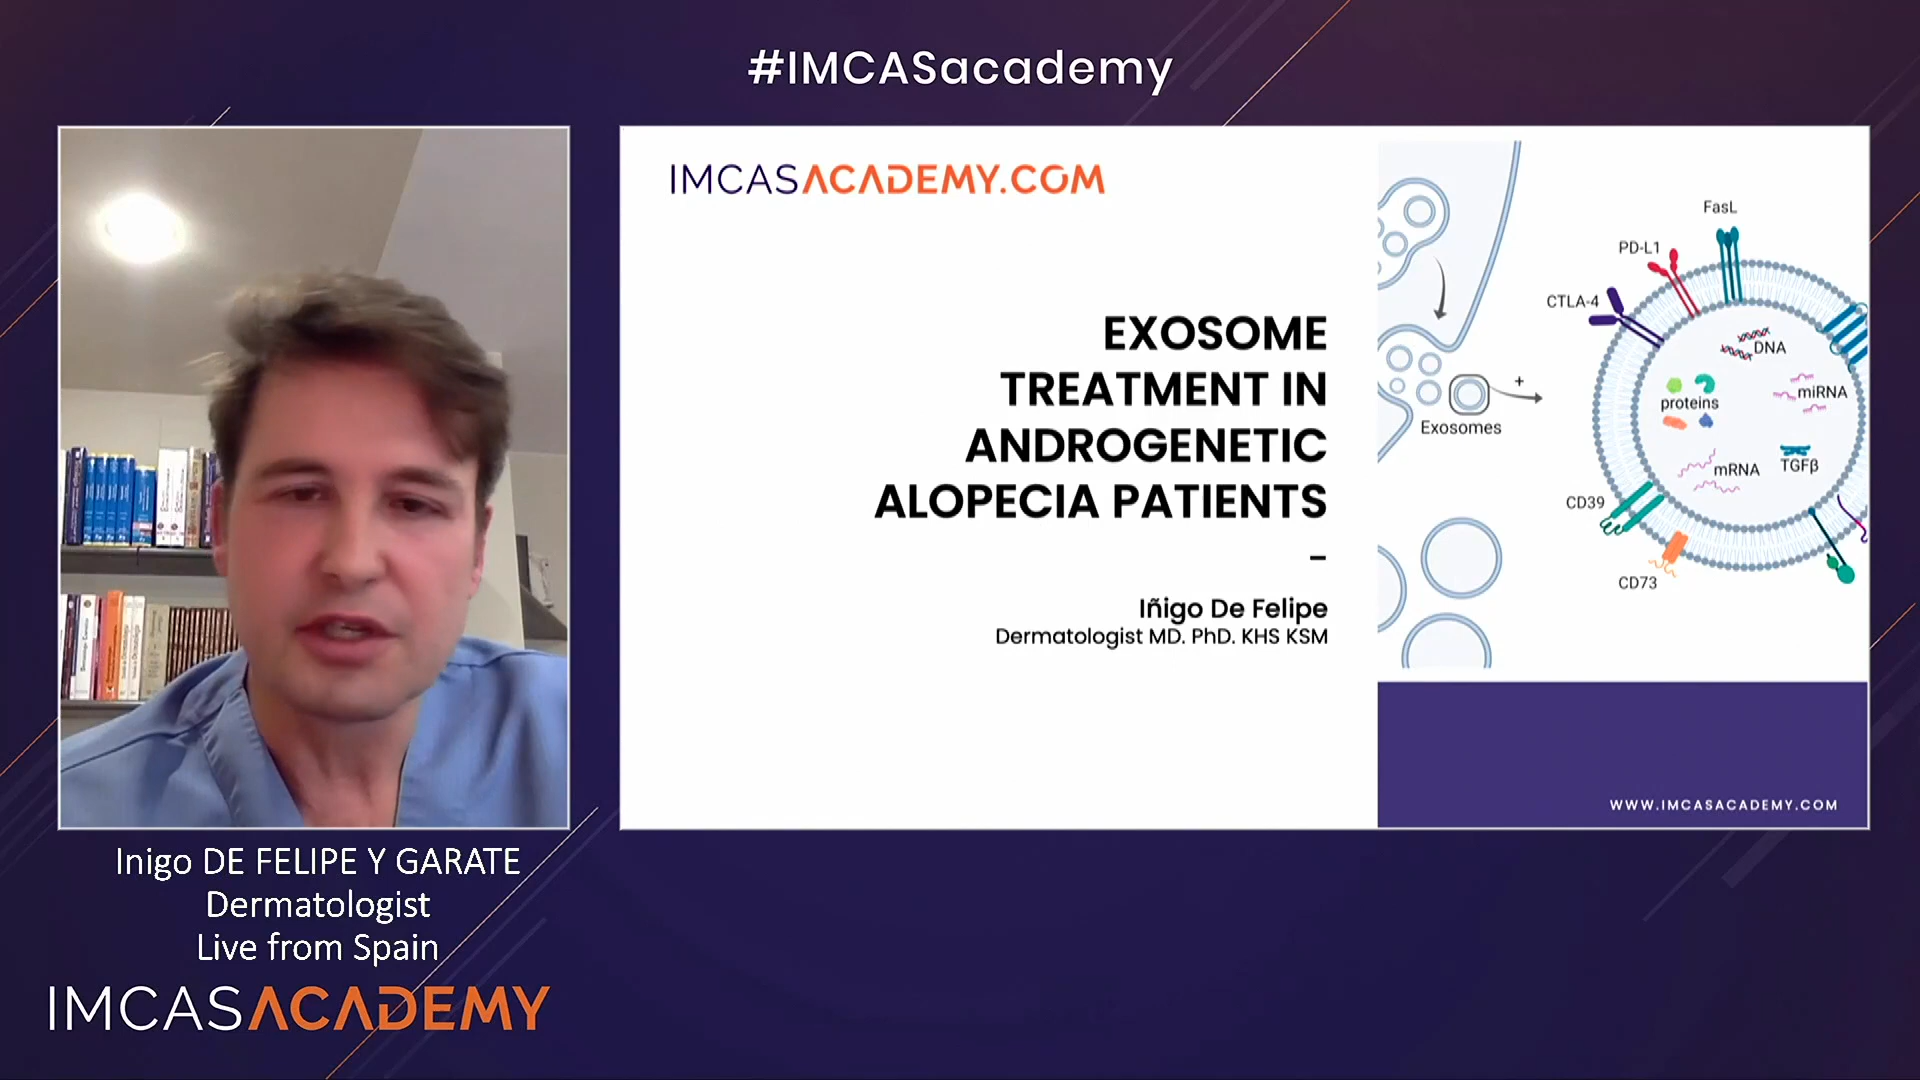 #IMCASacademy
IMCASACADEMY.COM
EXOSOME
TREATMENT IN
ANDROGENETIC
ALOPECIA PATIENTS
–
Iñigo De Felipe
Dermatologist MD. PhD. KHS KSM
Exosomes
+
FasL
PD-L1
CTLA-4
DNA
miRNA
proteins
mRNA
TGFβ
CD39
CD73
WWW.IMCASACADEMY.COM
Inigo DE FELIPE Y GARATE
Dermatologist
Live from Spain
IMCASACADEMY